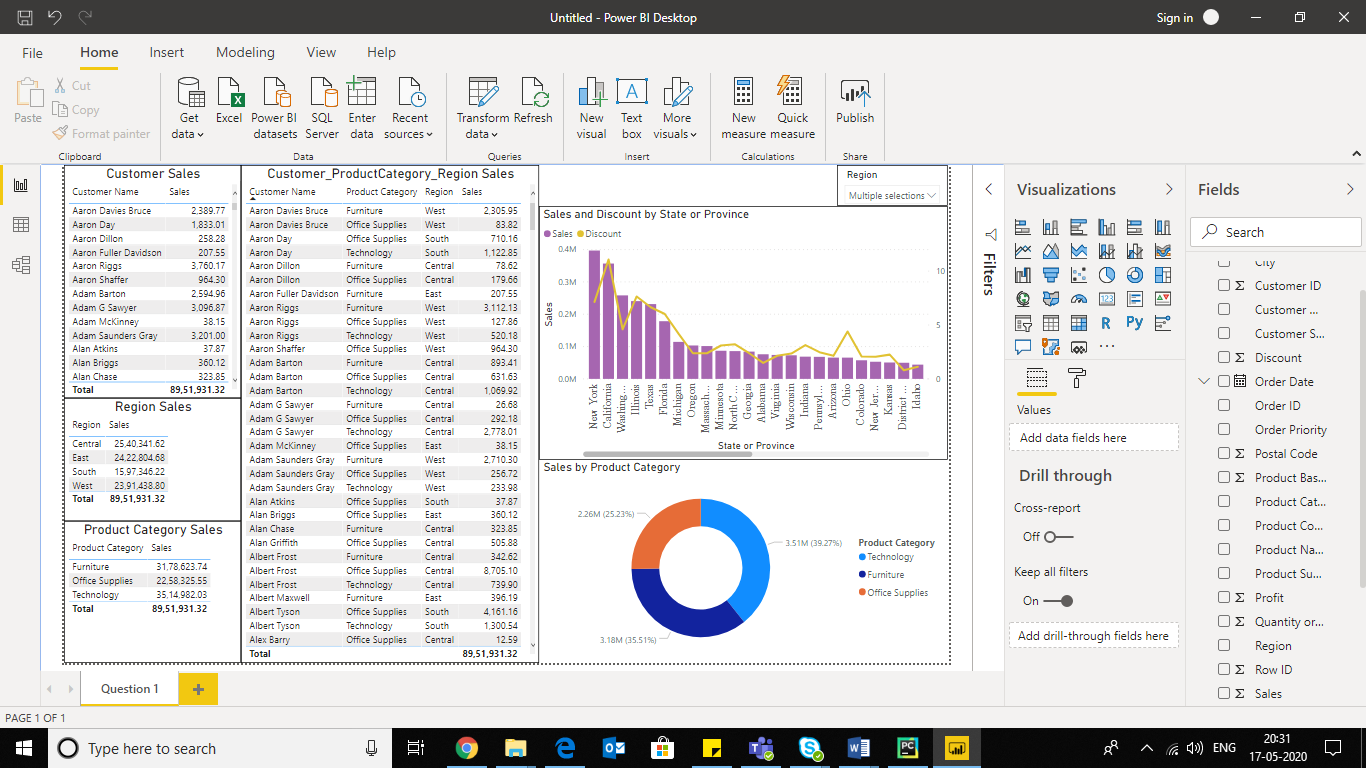 Untitled - Power BI Desktop
Sign in
File
Home
Insert
Modeling
View
Help
Paste
Cut
Copy
Format painter
Clipboard
Get data
Excel
Power BI datasets
SQL Server
Enter data
Recent sources
Data
Transform data
Refresh
Queries
New visual
Text box
More visuals
Insert
New measure
Quick measure
Calculations
Publish
Share
Customer Sales
Customer Name Sales
Aaron Davies Bruce 2,389.77
Aaron Day 1,833.01
Aaron Dillon 258.28
Aaron Fuller Davidson 207.55
Aaron Riggs 3,760.17
Aaron Shaffer 964.30
Adam Barton 2,594.96
Adam G Sawyer 3,096.87
Adam McKinney 38.15
Adam Saunders Gray 3,201.00
Alan Atkins 37.87
Alan Briggs 360.12
Alan Chase 323.85
Total 89,51,931.32
Region Sales
Region Sales
Central 25,40,341.62
East 24,22,804.68
South 15,97,346.22
West 23,91,438.80
Total 89,51,931.32
Product Category Sales
Product Category Sales
Furniture 31,78,623.74
Office Supplies 22,58,325.55
Technology 35,14,982.03
Total 89,51,931.32
Customer_ProductCategory_Region Sales
Customer Name Product Category Region Sales
Aaron Davies Bruce Furniture West 2,305.95
Aaron Davies Bruce Office Supplies West 83.82
Aaron Day Office Supplies South 710.16
Aaron Day Technology South 1,122.85
Aaron Dillon Furniture Central 78.62
Aaron Dillon Office Supplies Central 179.66
Aaron Fuller Davidson Furniture East 207.55
Aaron Riggs Furniture West 3,112.13
Aaron Riggs Office Supplies West 127.86
Aaron Riggs Technology West 520.18
Aaron Shaffer Office Supplies West 964.30
Adam Barton Furniture Central 893.41
Adam Barton Office Supplies Central 631.63
Adam Barton Technology Central 1,069.92
Adam G Sawyer Furniture Central 26.68
Adam G Sawyer Office Supplies Central 292.18
Adam G Sawyer Technology Central 2,778.01
Adam McKinney Office Supplies East 38.15
Adam Saunders Gray Furniture West 2,710.30
Adam Saunders Gray Office Supplies West 256.72
Adam Saunders Gray Technology West 233.98
Alan Atkins Office Supplies South 37.87
Alan Briggs Office Supplies East 360.12
Alan Chase Furniture Central 323.85
Alan Griffith Office Supplies Central 505.88
Albert Frost Furniture Central 342.62
Albert Frost Office Supplies Central 8,705.10
Albert Frost Technology Central 739.90
Albert Maxwell Furniture East 396.19
Albert Tyson Office Supplies South 4,161.16
Albert Tyson Technology South 1,300.54
Alex Barry Office Supplies Central 12.59
Total 89,51,931.32
Region
Multiple selections
Sales and Discount by State or Province
Sales Discount
0.4M
0.3M
0.2M
0.1M
0.0M
Sales
10
5
0
New York
California
Washing...
Illinois
Texas
Florida
Michigan
Oregon
Massach...
Minnesota
North C...
Georgia
Alabama
Virginia
Wisconsin
Indiana
Pennsyl...
Arizona
Ohio
Colorado
New Jer...
Kansas
District ...
Idaho
State or Province
Sales by Product Category
2.26M (25.23%)
3.51M (39.27%)
3.18M (35.51%)
Product Category
Technology
Furniture
Office Supplies
Filters
Visualizations
R
Py
...
Values
Add data fields here
Drill through
Cross-report
Off
Keep all filters
On
Add drill-through fields here
Fields
Search
City
Customer ID
Customer ...
Customer S...
Discount
Order Date
Order ID
Order Priority
Postal Code
Product Bas...
Product Cat...
Product Co...
Product Na...
Product Su...
Profit
Quantity or...
Region
Row ID
Sales
Question 1
PAGE 1 OF 1
Type here to search
ENG
20:31
17-05-2020